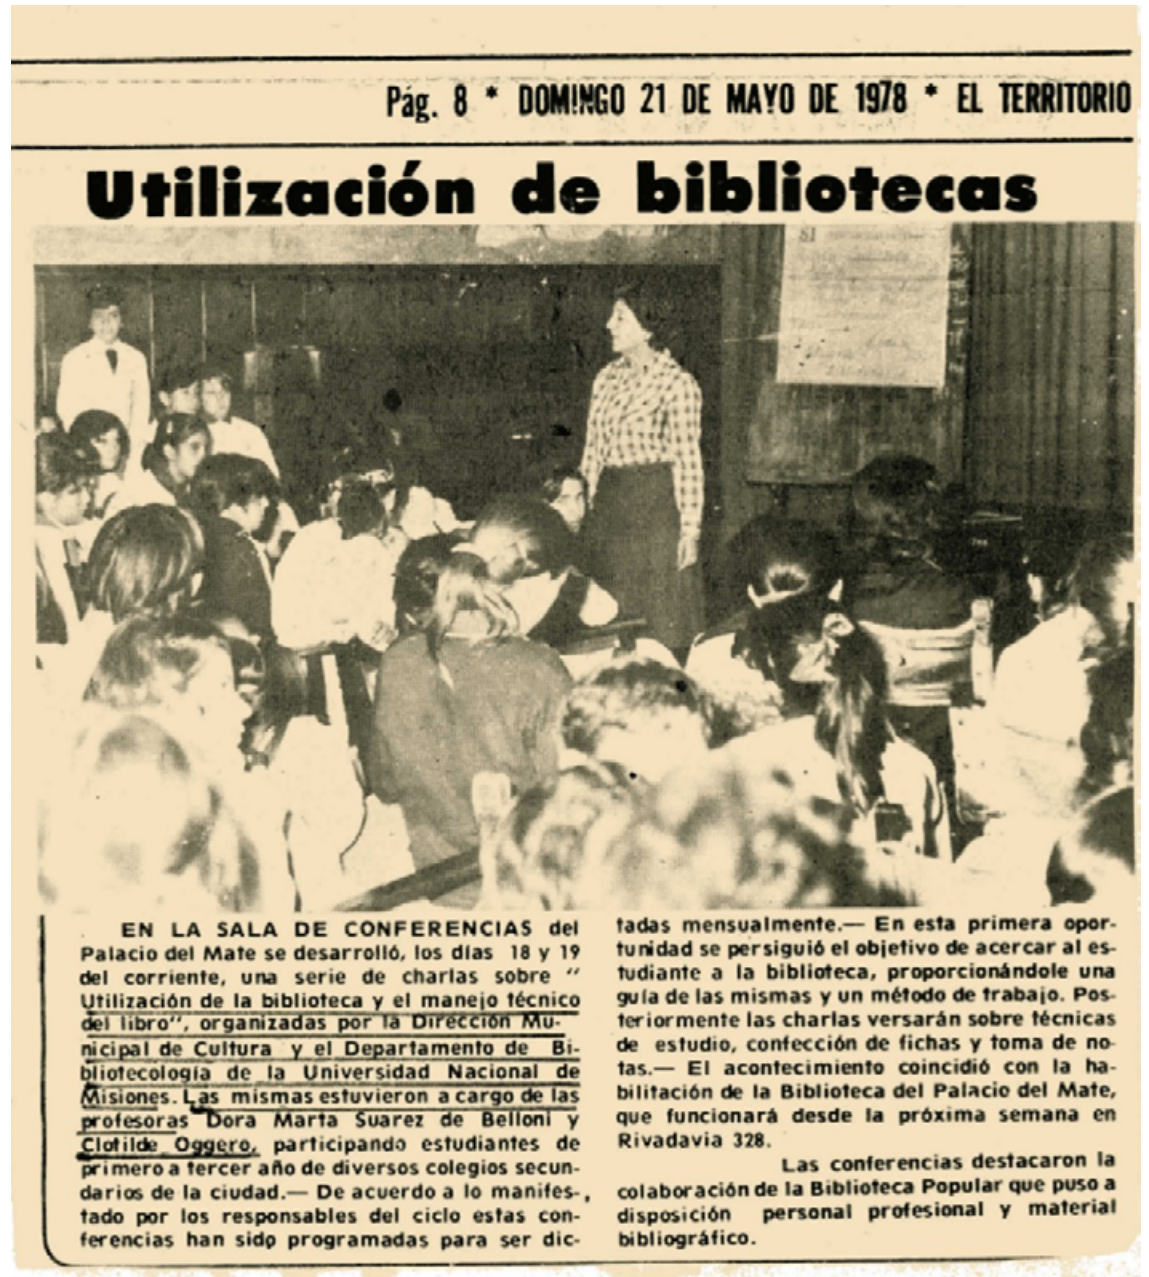 Pág. 8 * DOMINGO 21 DE MAYO DE 1978 * EL TERRITORIO
Utilización de bibliotecas
SI
EN LA SALA DE CONFERENCIAS del
Palacio del Mate se desarrolló, los días 18 y 19
del corriente, una serie de charlas sobre "
Utilización de la biblioteca y el manejo técnico
del libro", organizadas por la Dirección Mu-
nicipal de Cultura y el Departamento de Bi-
bliotecología de la Universidad Nacional de
Misiones. Las mismas estuvieron a cargo de las
profesoras Dora Marta Suarez de Belloni y
Clotilde Oggero, participando estudiantes de
primero a tercer año de diversos colegios secun-
darios de la ciudad.— De acuerdo a lo manifes-,
tado por los responsables del ciclo estas con-
ferencias han sido programadas para ser dic-
tadas mensualmente.— En esta primera opor-
tunidad se persiguió el objetivo de acercar al es-
tudiante a la biblioteca, proporcionándole una
guía de las mismas y un método de trabajo. Pos-
teriormente las charlas versarán sobre técnicas
de estudio, confección de fichas y toma de no-
tas.— El acontecimiento coincidió con la ha-
bilitación de la Biblioteca del Palacio del Mate,
que funcionará desde la próxima semana en
Rivadavia 328.
Las conferencias destacaron la
colaboración de la Biblioteca Popular que puso a
disposición personal profesional y material
bibliográfico.